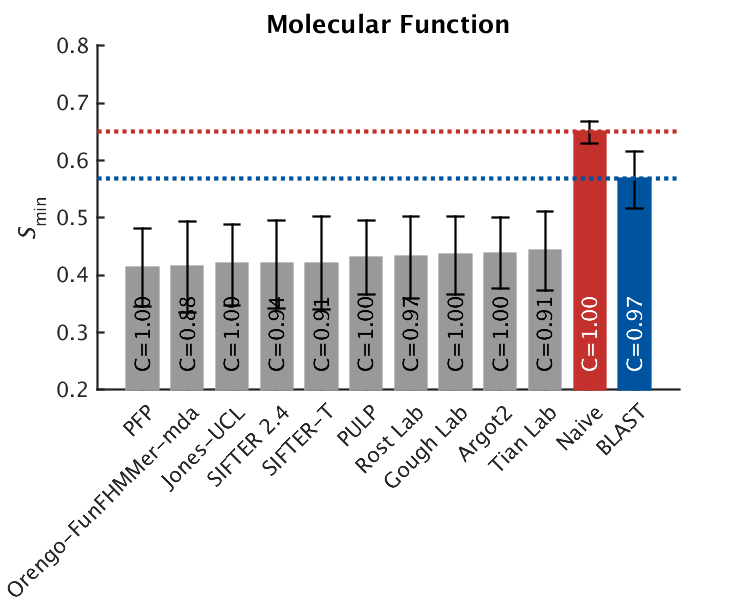 Molecular Function
0.8
0.7
0.6
0.5
0.4
0.3
0.2
Smin
C=1.00
C=0.88
C=1.00
C=0.94
C=0.91
C=1.00
C=0.97
C=1.00
C=1.00
C=0.91
C=1.00
C=0.97
PFP
Orengo-FunFHMMer-mda
Jones-UCL
SIFTER 2.4
SIFTER-T
PULP
Rost Lab
Gough Lab
Argot2
Tian Lab
Naive
BLAST